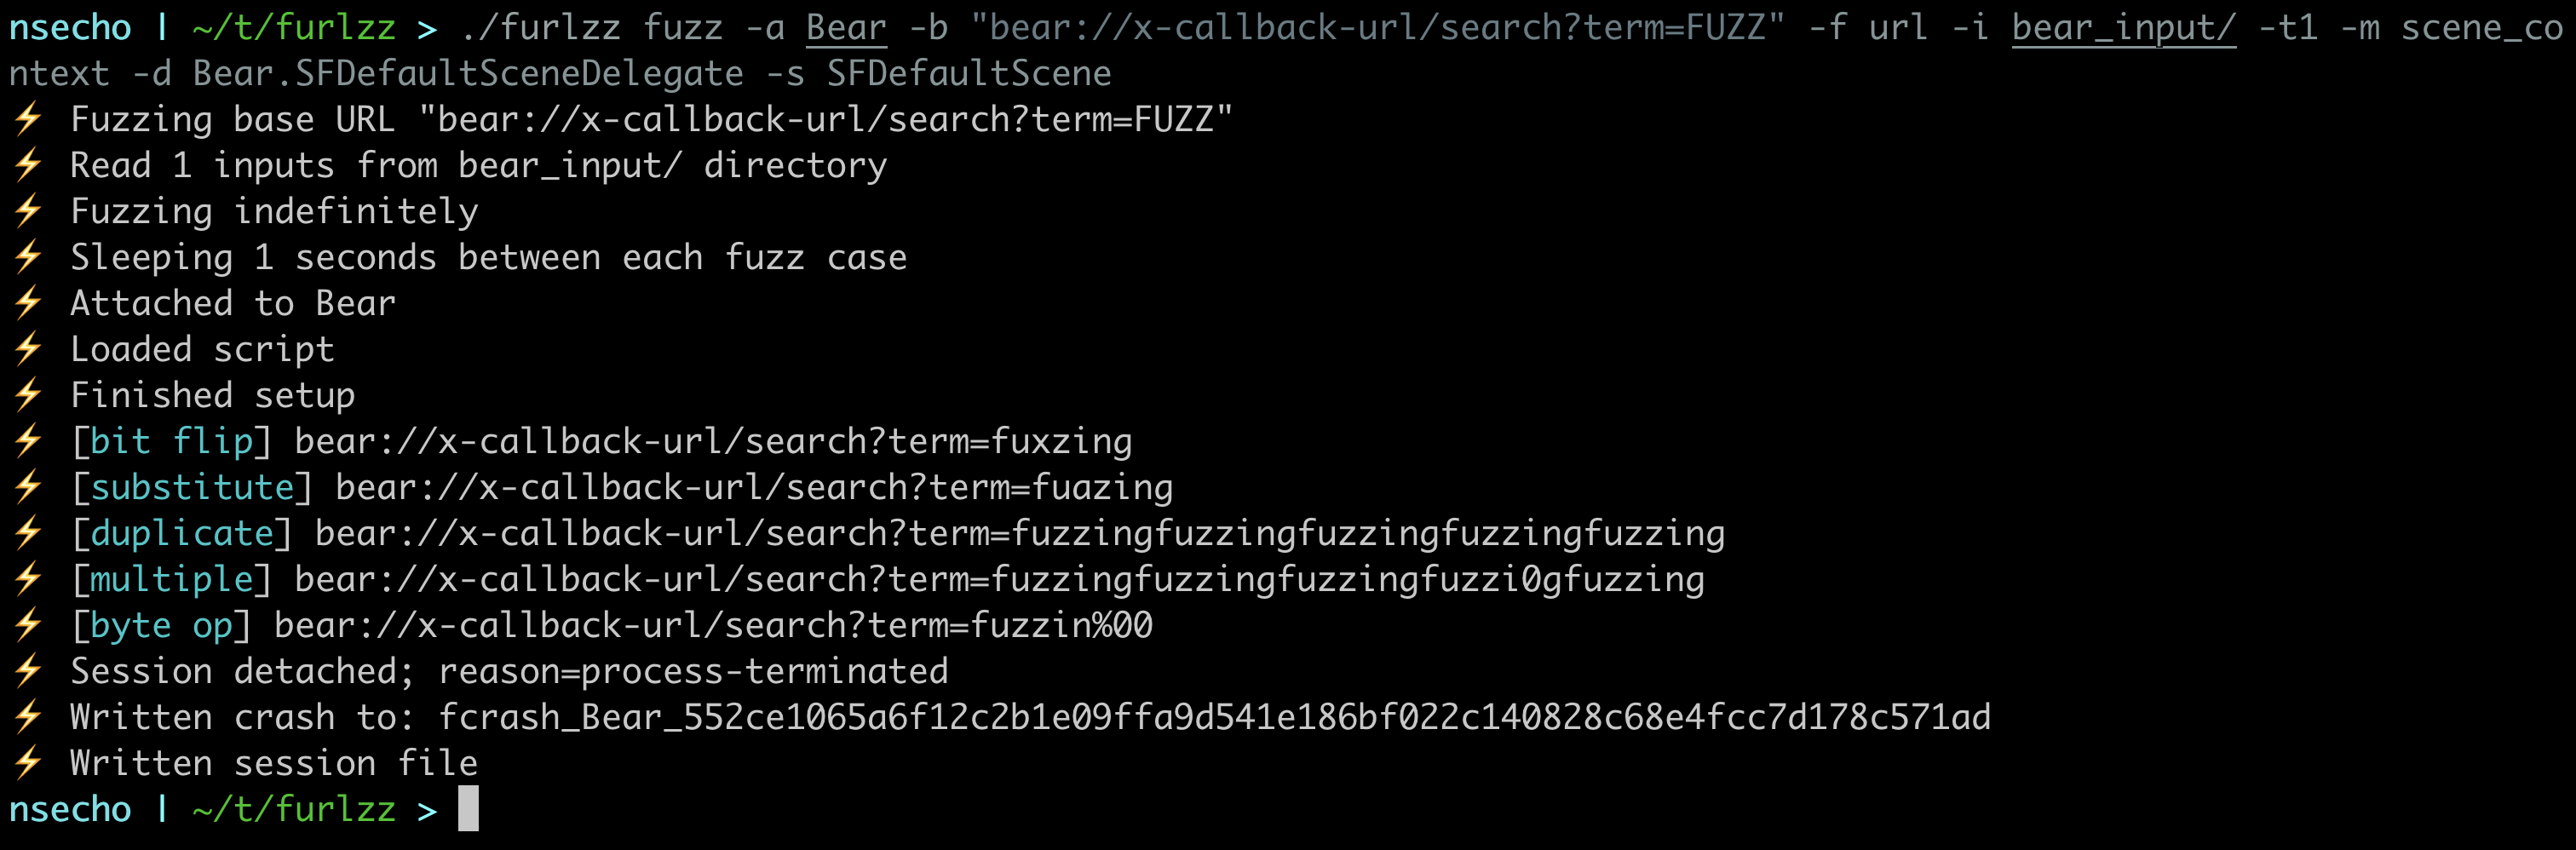 nsecho | ~/t/furlzz > ./furlzz fuzz -a Bear -b "bear://x-callback-url/search?term=FUZZ" -f url -i bear_input/ -t1 -m scene_co
ntext -d Bear.SFDefaultSceneDelegate -s SFDefaultScene
⚡ Fuzzing base URL "bear://x-callback-url/search?term=FUZZ"
⚡ Read 1 inputs from bear_input/ directory
⚡ Fuzzing indefinitely
⚡ Sleeping 1 seconds between each fuzz case
⚡ Attached to Bear
⚡ Loaded script
⚡ Finished setup
⚡ [bit flip] bear://x-callback-url/search?term=fuxzing
⚡ [substitute] bear://x-callback-url/search?term=fuazing
⚡ [duplicate] bear://x-callback-url/search?term=fuzzingfuzzingfuzzingfuzzingfuzzing
⚡ [multiple] bear://x-callback-url/search?term=fuzzingfuzzingfuzzingfuzzi0gfuzzing
⚡ [byte op] bear://x-callback-url/search?term=fuzzin%00
⚡ Session detached; reason=process-terminated
⚡ Written crash to: fcrash_Bear_552ce1065a6f12c2b1e09ffa9d541e186bf022c140828c68e4fcc7d178c571ad
⚡ Written session file
nsecho | ~/t/furlzz >